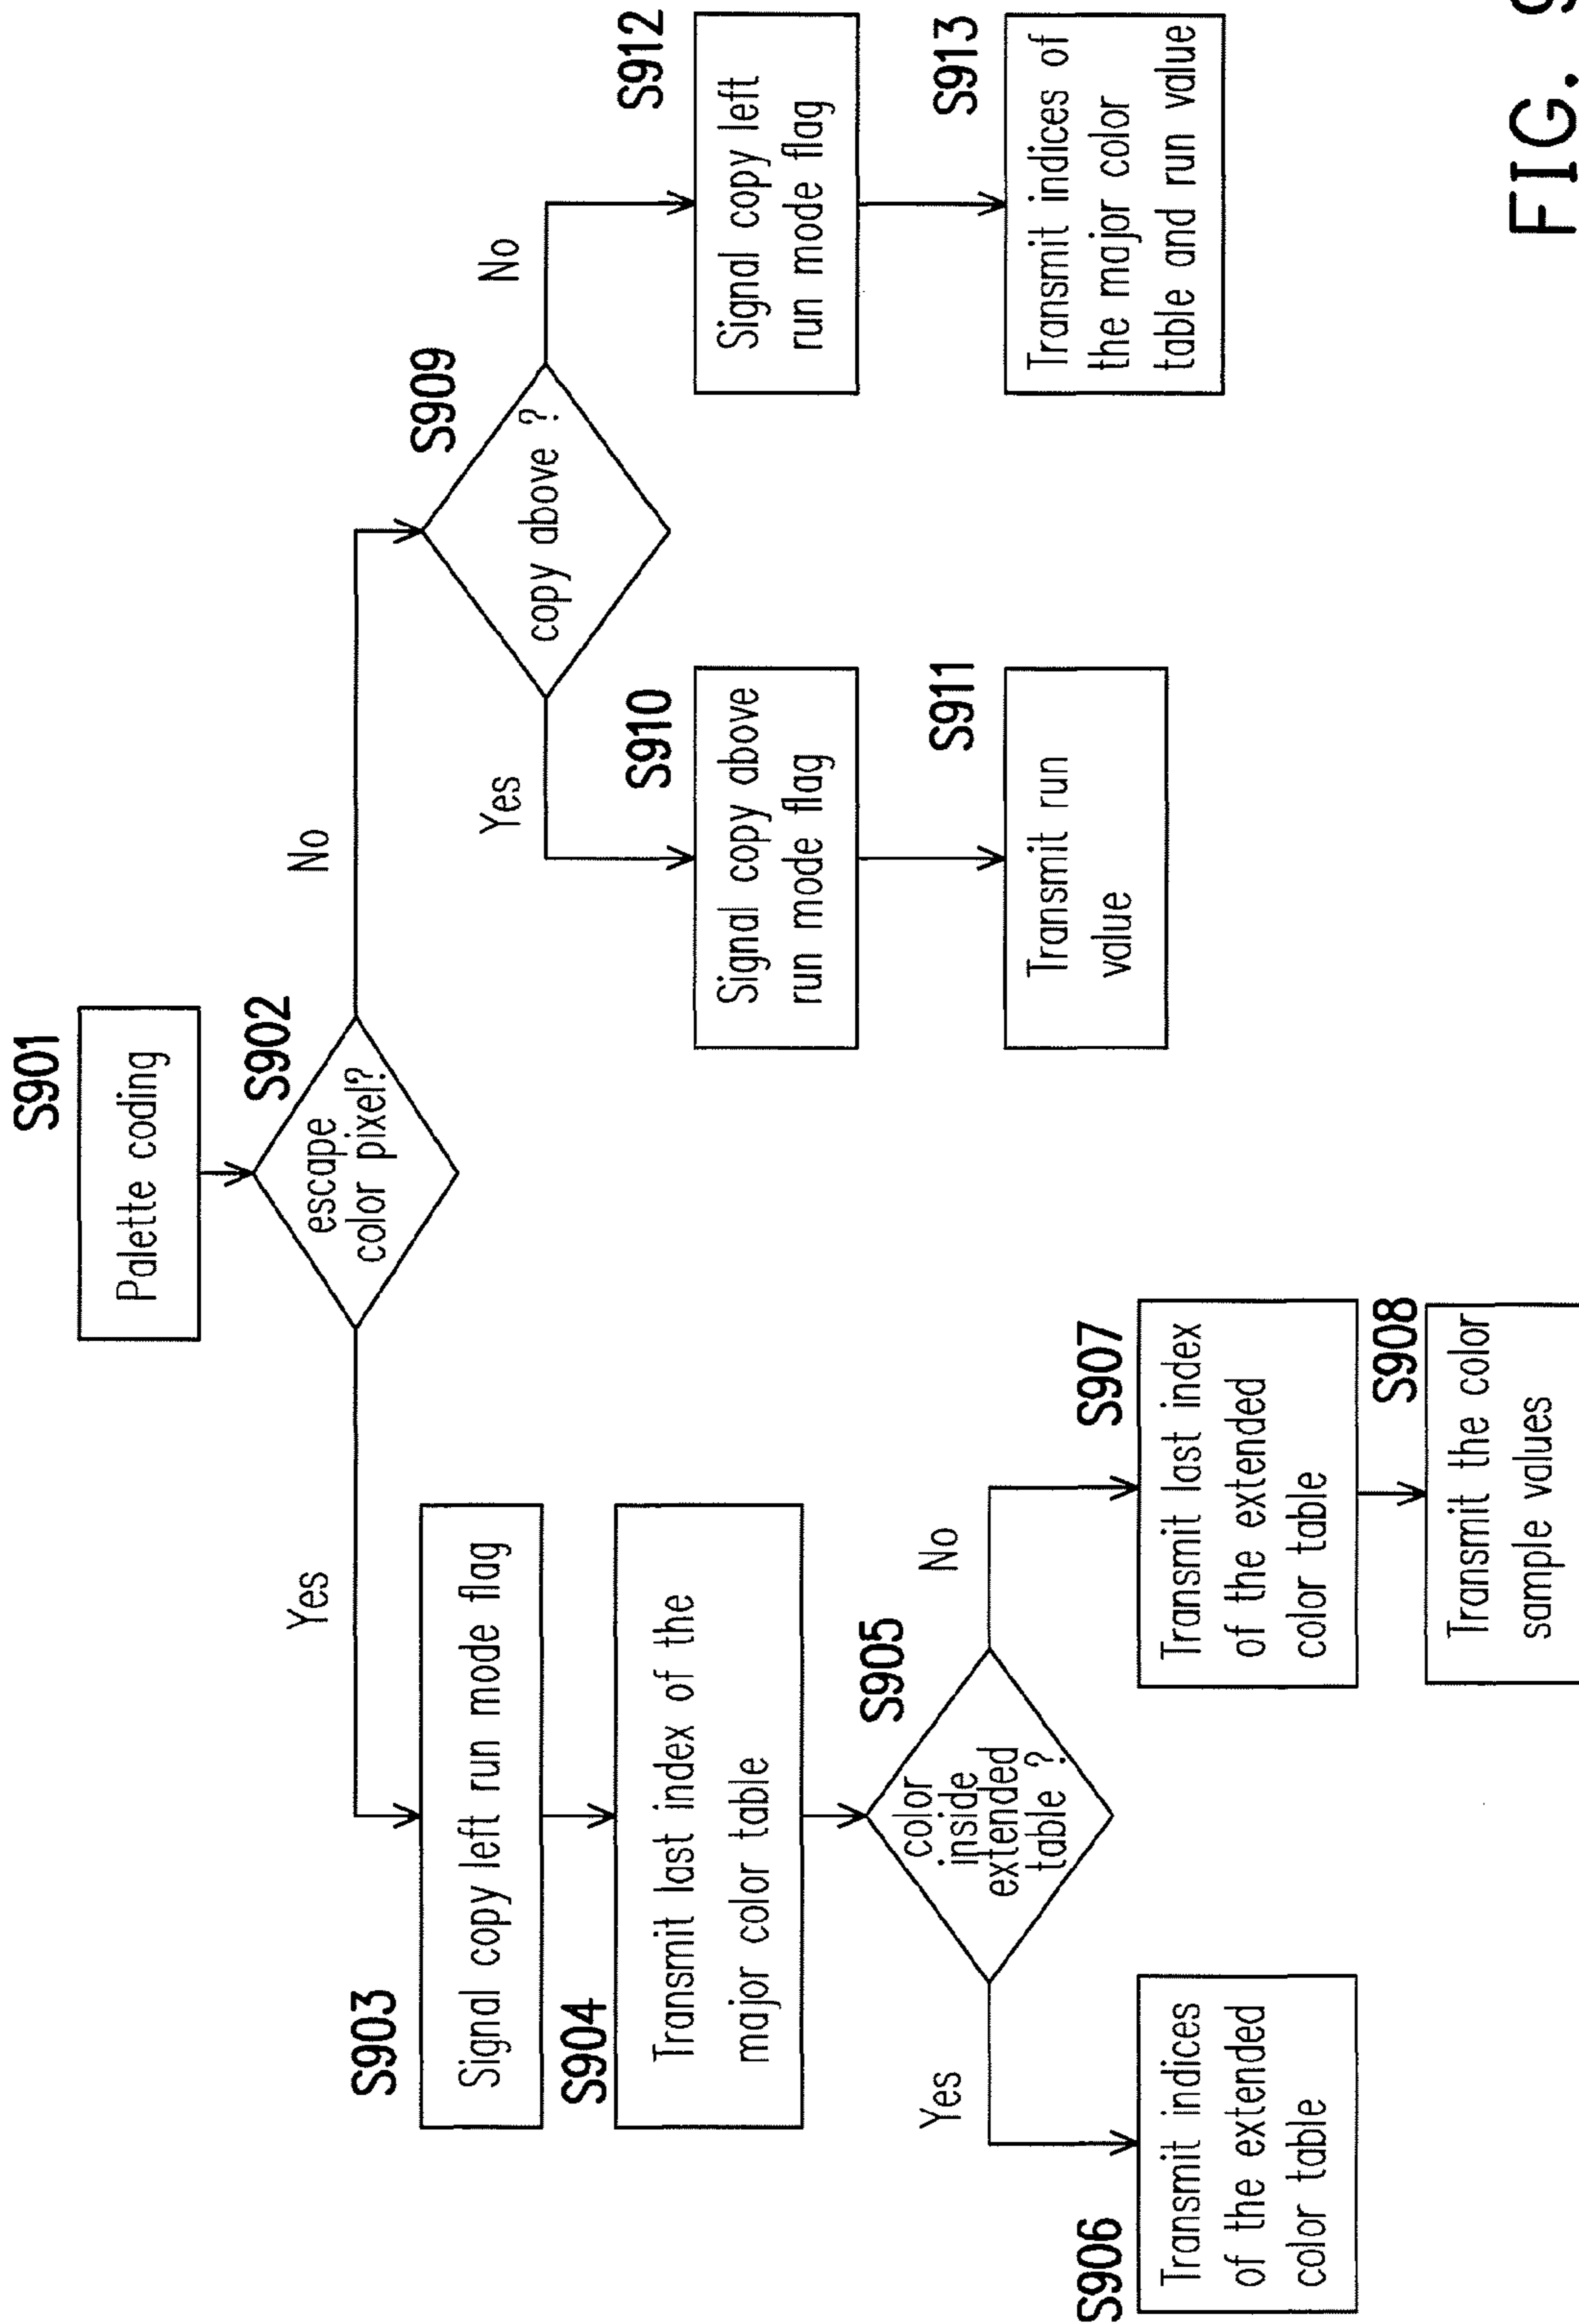 S901
Palette coding
S902
escape
color pixel?
Yes
No
S903
Signal copy left run mode flag
S904
Transmit last index of the
major color table
S905
color
inside
extended
table ?
Yes
No
S906
Transmit indices
of the extended
color table
S907
Transmit last index
of the extended
color table
S908
Transmit the color
sample values
S909
copy above ?
Yes
No
S910
Signal copy above
run mode flag
S911
Transmit run
value
S912
Signal copy left
run mode flag
S913
Transmit indices of
the major color
table and run value
FIG.